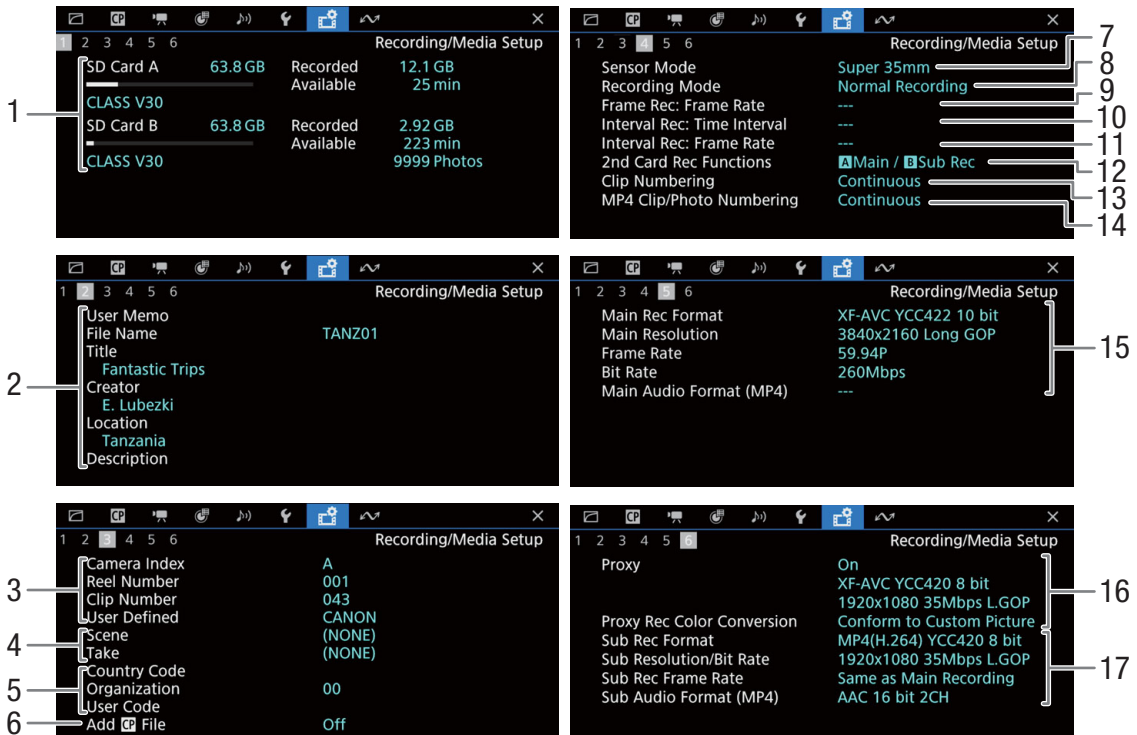 CP
1 2 3 4 5 6 Recording/Media Setup
SD Card A 63.8 GB Recorded 12.1 GB
Available 25 min
CLASS V30
SD Card B 63.8 GB Recorded 2.92 GB
Available 223 min
CLASS V30 9999 Photos
1
CP
1 2 3 4 5 6 Recording/Media Setup
User Memo
File Name TANZ01
Title
Fantastic Trips
Creator
E. Lubezki
Location
Tanzania
Description
2
CP
1 2 3 4 5 6 Recording/Media Setup
Camera Index A
Reel Number 001
Clip Number 043
User Defined CANON
Scene (NONE)
Take (NONE)
Country Code
Organization 00
User Code
Add CP File Off
3
4
5
6
CP
1 2 3 4 5 6 Recording/Media Setup
Sensor Mode Super 35mm
Recording Mode Normal Recording
Frame Rec: Frame Rate ---
Interval Rec: Time Interval ---
Interval Rec: Frame Rate ---
2nd Card Rec Functions A Main / B Sub Rec
Clip Numbering Continuous
MP4 Clip/Photo Numbering Continuous
7
8
9
10
11
12
13
14
CP
1 2 3 4 5 6 Recording/Media Setup
Main Rec Format XF-AVC YCC422 10 bit
Main Resolution 3840x2160 Long GOP
Frame Rate 59.94P
Bit Rate 260Mbps
Main Audio Format (MP4) ---
15
CP
1 2 3 4 5 6 Recording/Media Setup
Proxy On
XF-AVC YCC420 8 bit
1920x1080 35Mbps L.GOP
Proxy Rec Color Conversion Conform to Custom Picture
Sub Rec Format MP4(H.264) YCC420 8 bit
Sub Resolution/Bit Rate 1920x1080 35Mbps L.GOP
Sub Rec Frame Rate Same as Main Recording
Sub Audio Format (MP4) AAC 16 bit 2CH
16
17